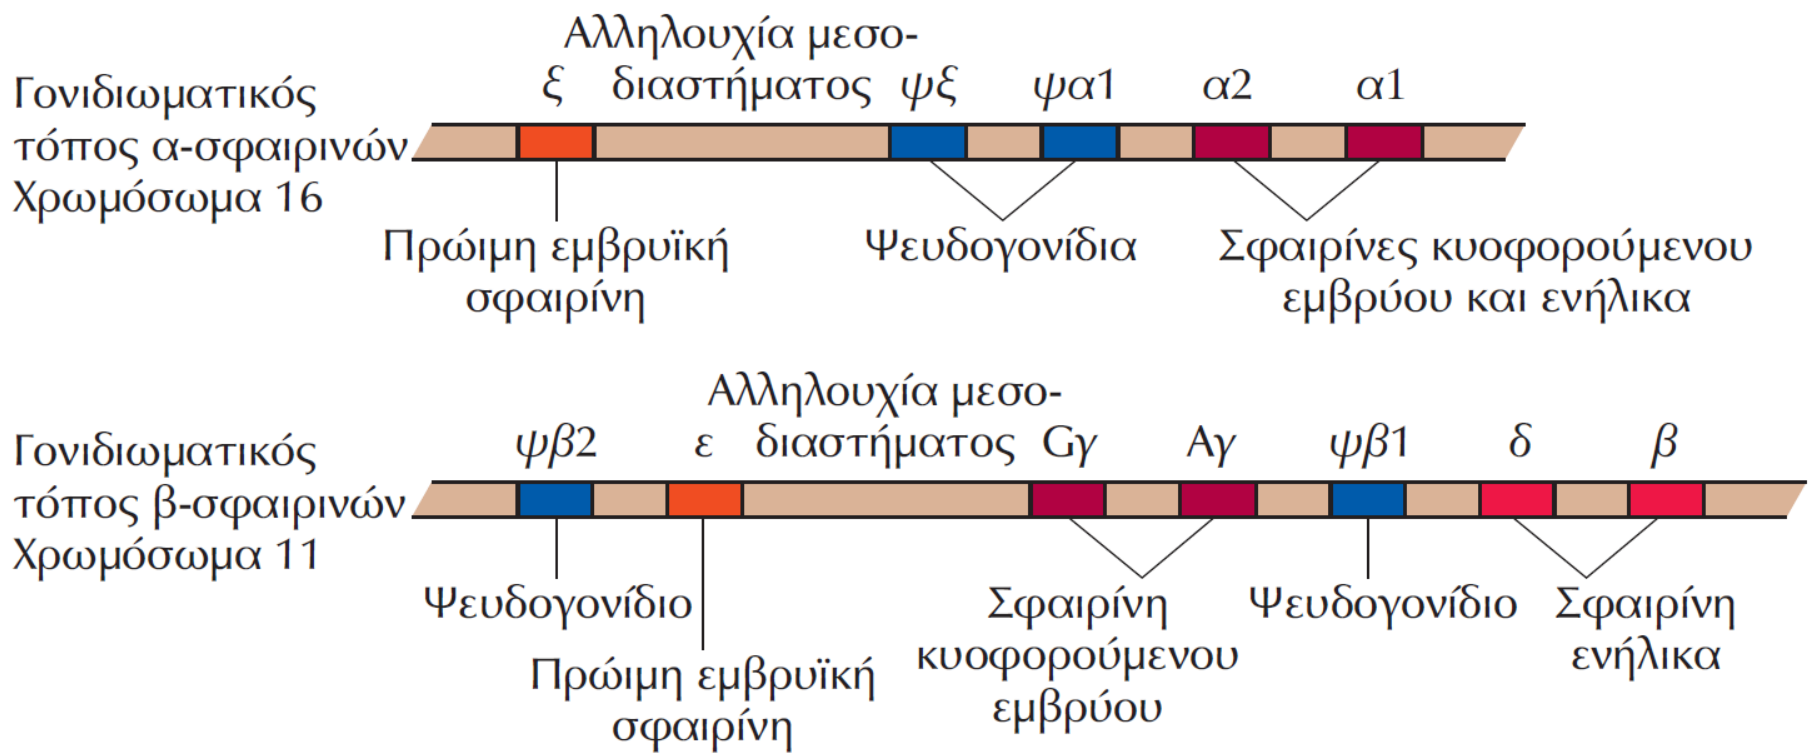 Αλληλουχία μεσο-
Γονιδιωματικός ξ διαστήματος ψξ ψα1 α2 α1
τόπος α-σφαιρινών
Χρωμόσωμα 16
Πρώιμη εμβρυϊκή Ψευδογονίδια Σφαιρίνες κυοφορούμενου
σφαιρίνη εμβρύου και ενήλικα
Αλληλουχία μεσο-
Γονιδιωματικός ψβ2 ε διαστήματος Gγ Aγ ψβ1 δ β
τόπος β-σφαιρινών
Χρωμόσωμα 11
Ψευδογονίδιο Σφαιρίνη Ψευδογονίδιο Σφαιρίνη
κυοφορούμενου ενήλικα
Πρώιμη εμβρυϊκή εμβρύου
σφαιρίνη